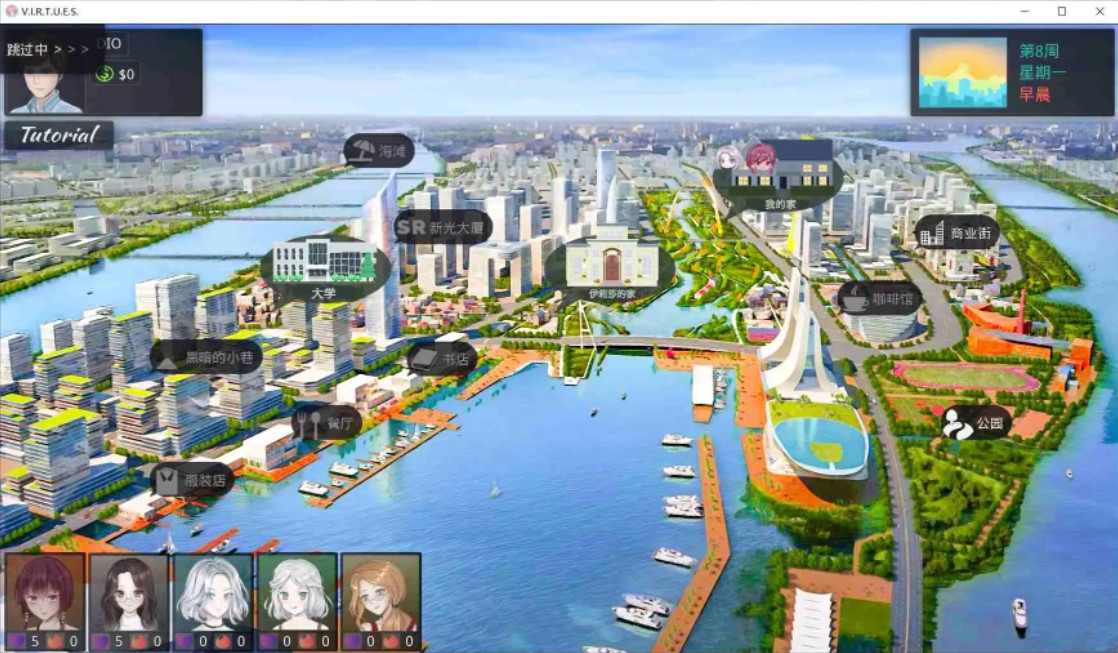 V.I.R.T.U.E.S.
跳过中 > > >
DIO
$0
Tutorial
第8周
星期一
早晨
海滩
SR 新光大厦
大学
伊莉莎的家
我的家
商业街
咖啡馆
黑暗的小巷
书店
餐厅
公园
服装店
5 0
5 0
0 0
0 0
0 0